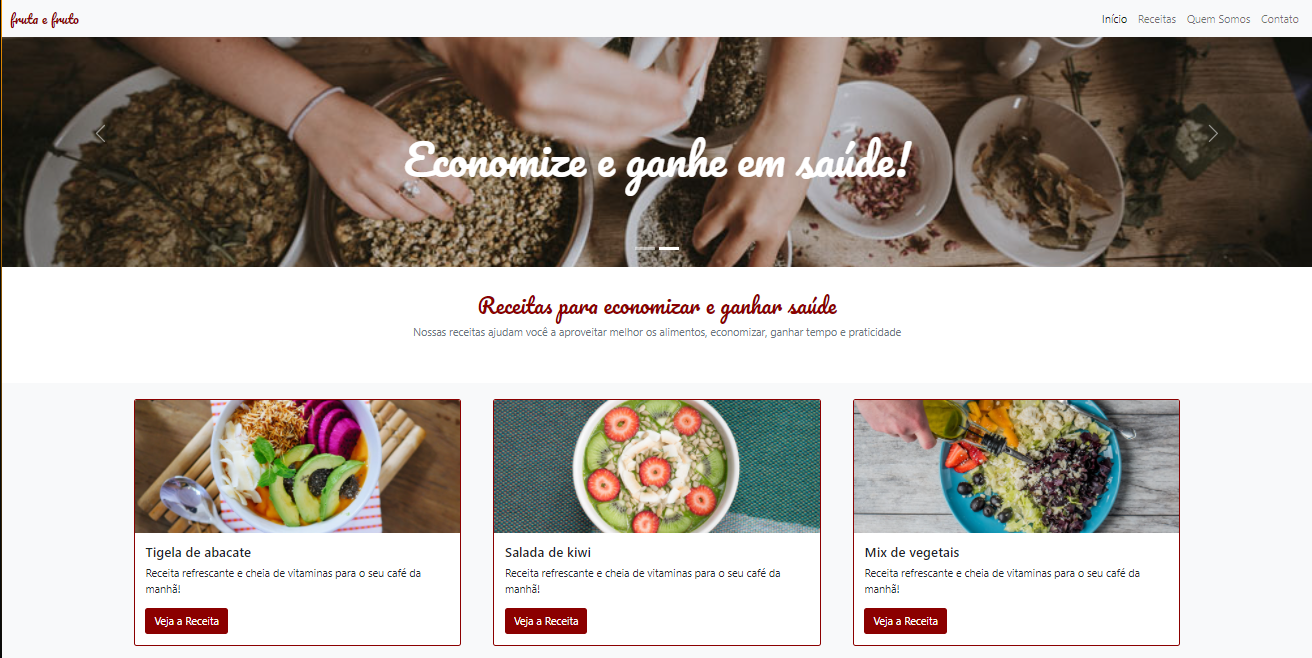 fruta e fruto
Início Receitas Quem Somos Contato
Economize e ganhe em saúde!
Receitas para economizar e ganhar saúde
Nossas receitas ajudam você a aproveitar melhor os alimentos, economizar, ganhar tempo e praticidade
Tigela de abacate
Receita refrescante e cheia de vitaminas para o seu café da
manhã!
Veja a Receita
Salada de kiwi
Receita refrescante e cheia de vitaminas para o seu café da
manhã!
Veja a Receita
Mix de vegetais
Receita refrescante e cheia de vitaminas para o seu café da
manhã!
Veja a Receita